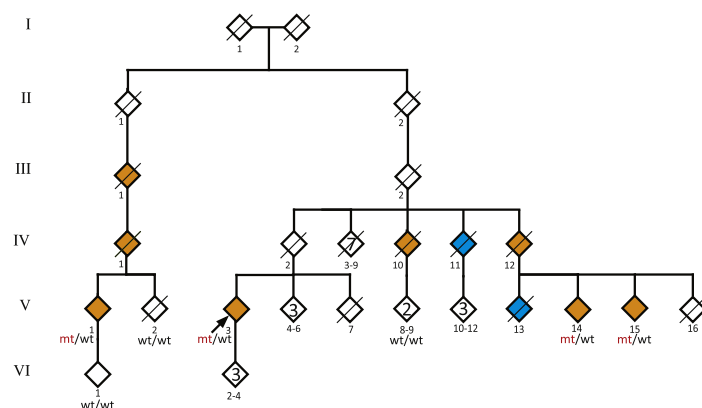 I
1 2
II
1 2
III
1 2
IV
7
1 2 3-9 10 11 12
V
3 2 3
1 2 3 4-6 7 8-9 10-12 13 14 15 16
mt/wt wt/wt mt/wt wt/wt mt/wt mt/wt
VI
3
1 2-4
wt/wt